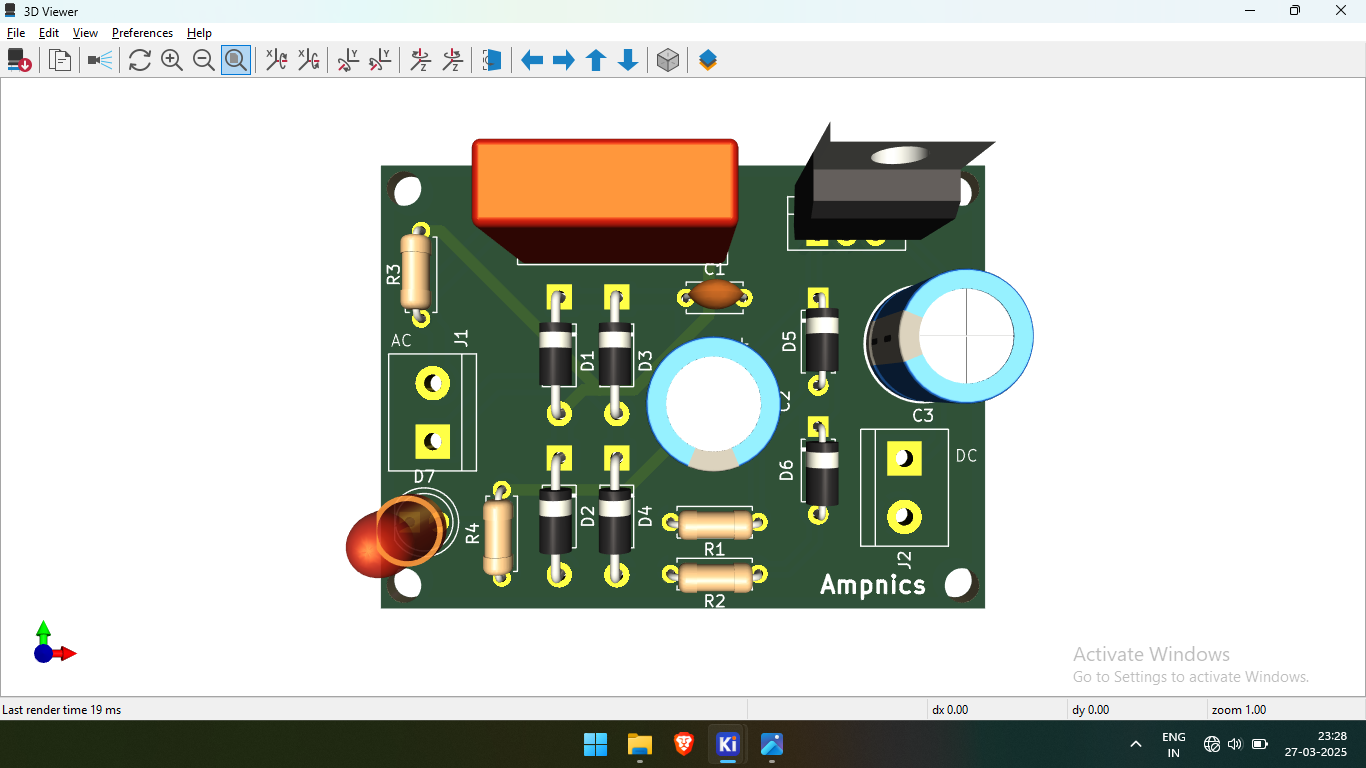 3D Viewer
File Edit View Preferences Help
C1
R3
AC
J1
D1
D3
D5
C2
C3
D6
DC
D7
R4
D2
D4
R1
J2
Ampnics
R2
Activate Windows
Go to Settings to activate Windows.
Last render time 19 ms
dx 0.00
dy 0.00
zoom 1.00
Ki
ENG
IN
23:28
27-03-2025